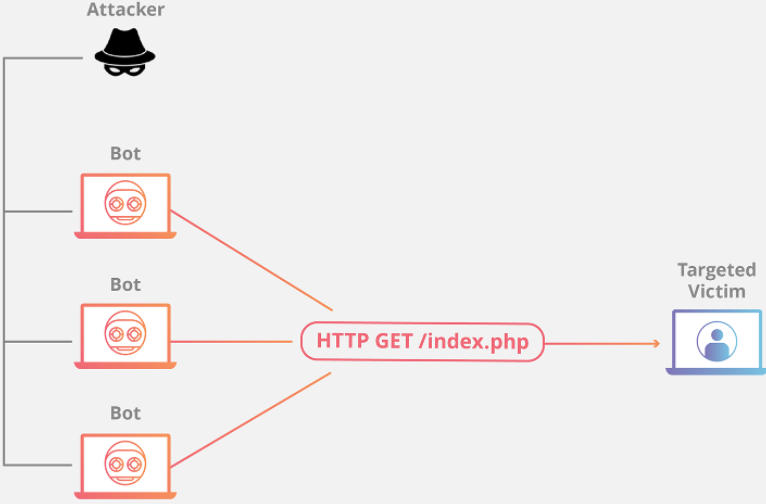 Attacker
Bot
Bot
Bot
HTTP GET /index.php
Targeted
Victim